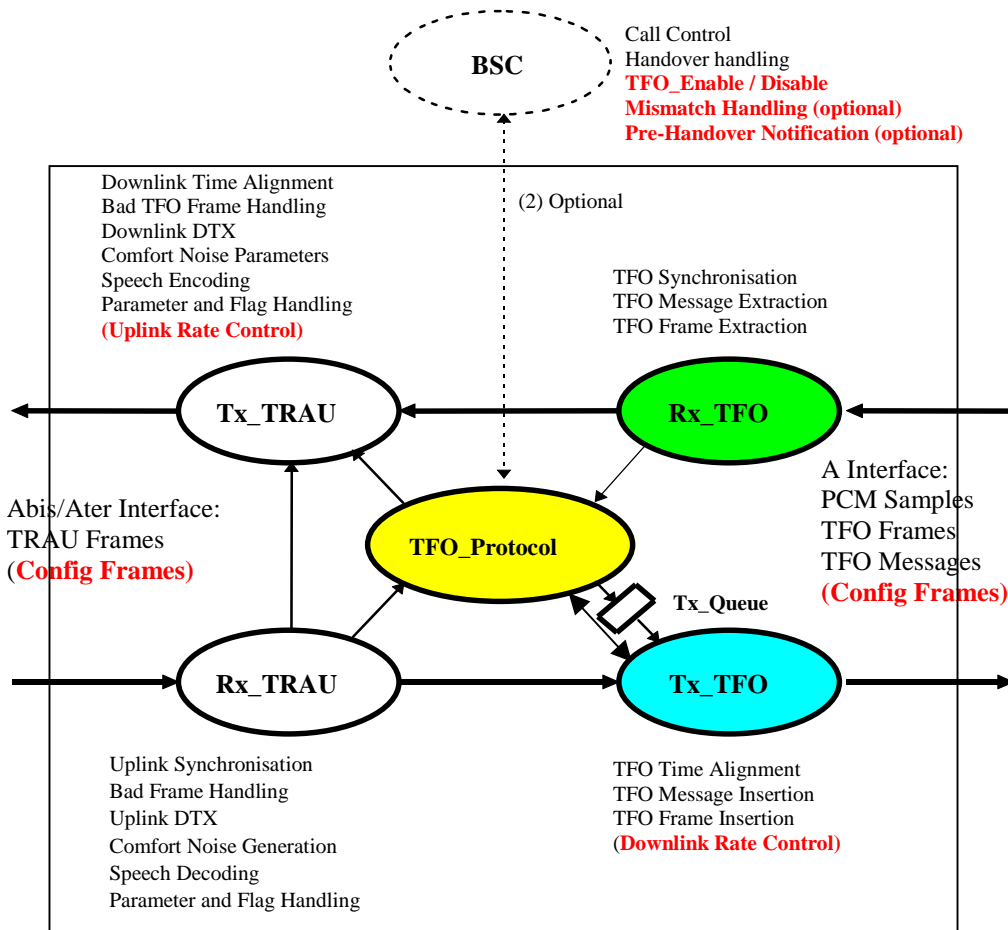 BSC
Call Control
Handover handling
TFO_Enable / Disable
Mismatch Handling (optional)
Pre-Handover Notification (optional)
Downlink Time Alignment
Bad TFO Frame Handling
Downlink DTX
Comfort Noise Parameters
Speech Encoding
Parameter and Flag Handling
(Uplink Rate Control)
(2) Optional
TFO Synchronisation
TFO Message Extraction
TFO Frame Extraction
Tx_TRAU
Rx_TFO
Abis/Ater Interface:
TRAU Frames
(Config Frames)
TFO_Protocol
A Interface:
PCM Samples
TFO Frames
TFO Messages
(Config Frames)
Tx_Queue
Rx_TRAU
Tx_TFO
Uplink Synchronisation
Bad Frame Handling
Uplink DTX
Comfort Noise Generation
Speech Decoding
Parameter and Flag Handling
TFO Time Alignment
TFO Message Insertion
TFO Frame Insertion
(Downlink Rate Control)